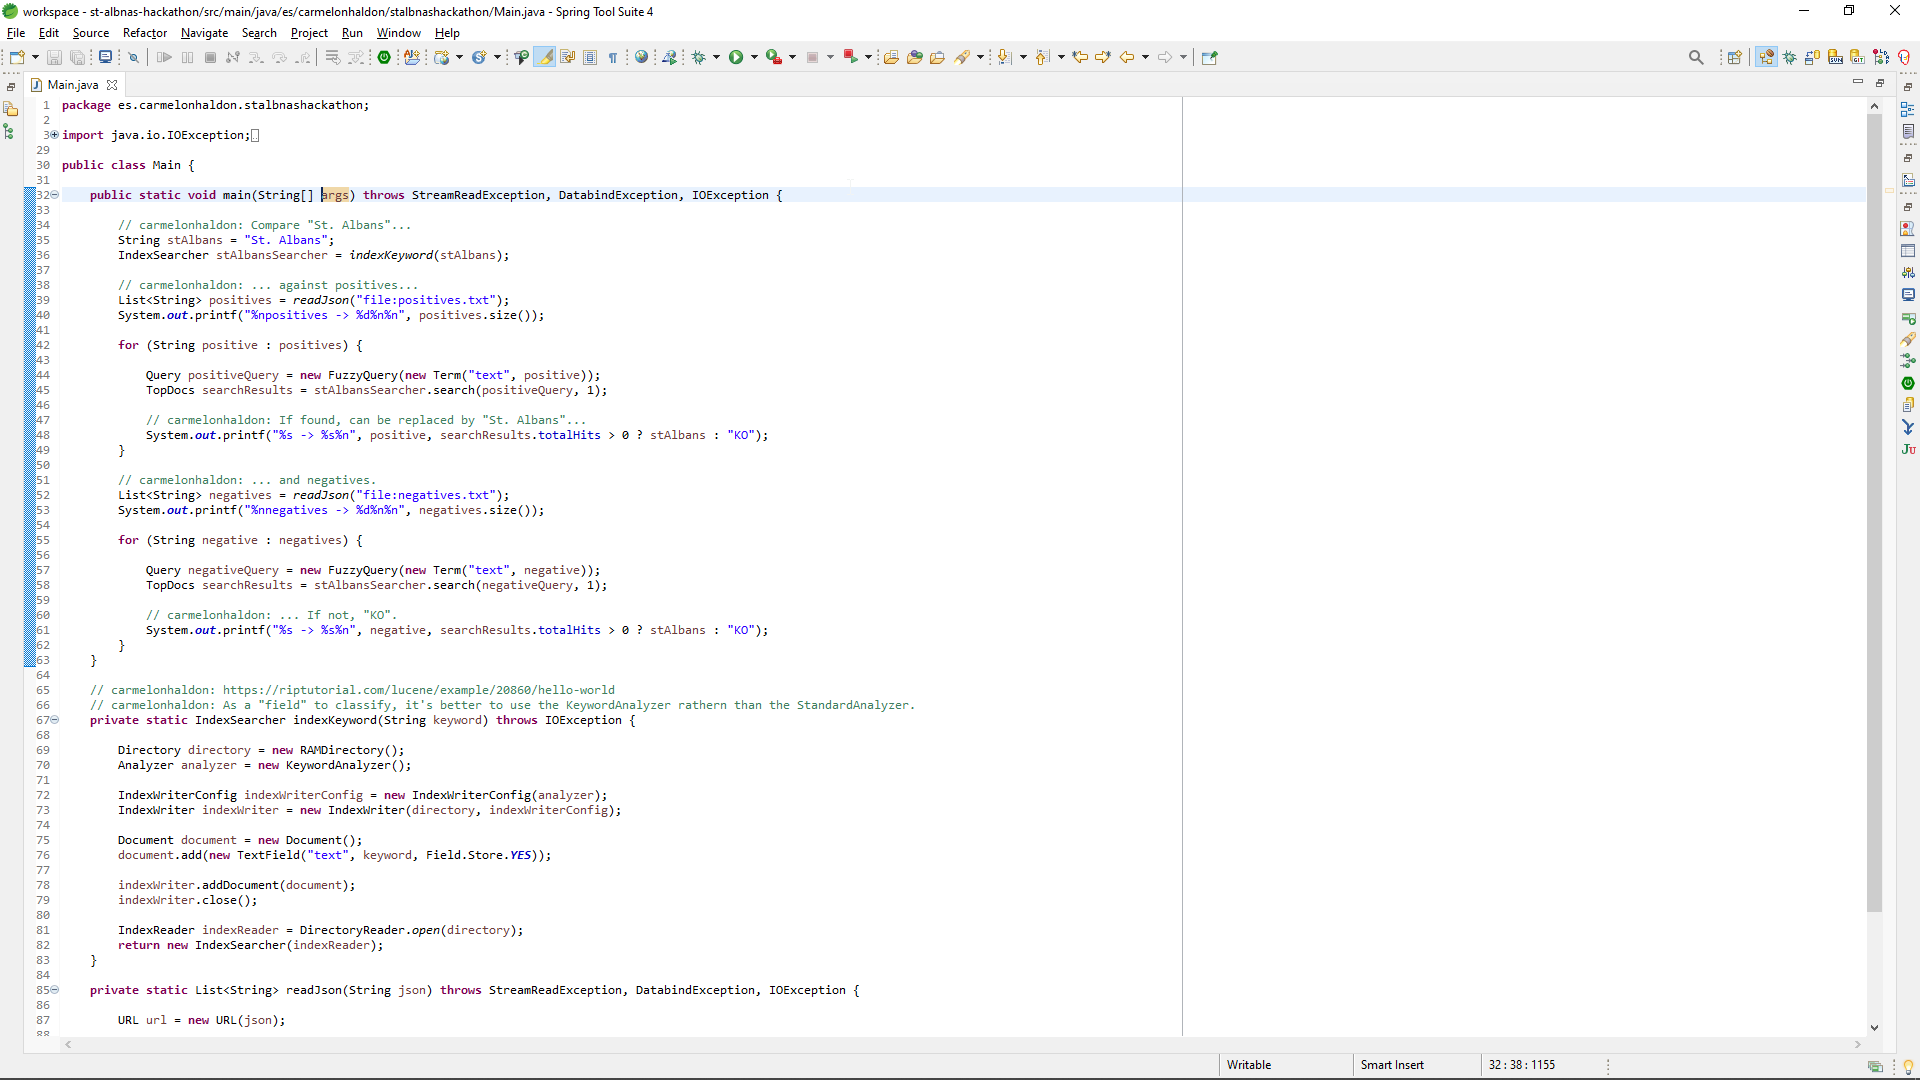 workspace - st-albnas-hackathon/src/main/java/es/carmelonhaldon/stalbnashackathon/Main.java - Spring Tool Suite 4
File Edit Source Refactor Navigate Search Project Run Window Help
Main.java
1 package es.carmelonhaldon.stalbnashackathon;
2
3 import java.io.IOException;
29
30 public class Main {
31
32 public static void main(String[] args) throws StreamReadException, DatabindException, IOException {
33
34 // carmelonhaldon: Compare "St. Albans"...
35 String stAlbans = "St. Albans";
36 IndexSearcher stAlbansSearcher = indexKeyword(stAlbans);
37
38 // carmelonhaldon: ... against positives...
39 List<String> positives = readJson("file:positives.txt");
40 System.out.printf("%npositives -> %d%n%n", positives.size());
41
42 for (String positive : positives) {
43
44 Query positiveQuery = new FuzzyQuery(new Term("text", positive));
45 TopDocs searchResults = stAlbansSearcher.search(positiveQuery, 1);
46
47 // carmelonhaldon: If found, can be replaced by "St. Albans"...
48 System.out.printf("%s -> %s%n", positive, searchResults.totalHits > 0 ? stAlbans : "KO");
49 }
50
51 // carmelonhaldon: ... and negatives.
52 List<String> negatives = readJson("file:negatives.txt");
53 System.out.printf("%nnegatives -> %d%n%n", negatives.size());
54
55 for (String negative : negatives) {
56
57 Query negativeQuery = new FuzzyQuery(new Term("text", negative));
58 TopDocs searchResults = stAlbansSearcher.search(negativeQuery, 1);
59
60 // carmelonhaldon: ... If not, "KO".
61 System.out.printf("%s -> %s%n", negative, searchResults.totalHits > 0 ? stAlbans : "KO");
62 }
63 }
64
65 // carmelonhaldon: https://riptutorial.com/lucene/example/20860/hello-world
66 // carmelonhaldon: As a "field" to classify, it's better to use the KeywordAnalyzer rathern than the StandardAnalyzer.
67 private static IndexSearcher indexKeyword(String keyword) throws IOException {
68
69 Directory directory = new RAMDirectory();
70 Analyzer analyzer = new KeywordAnalyzer();
71
72 IndexWriterConfig indexWriterConfig = new IndexWriterConfig(analyzer);
73 IndexWriter indexWriter = new IndexWriter(directory, indexWriterConfig);
74
75 Document document = new Document();
76 document.add(new TextField("text", keyword, Field.Store.YES));
77
78 indexWriter.addDocument(document);
79 indexWriter.close();
80
81 IndexReader indexReader = DirectoryReader.open(directory);
82 return new IndexSearcher(indexReader);
83 }
84
85 private static List<String> readJson(String json) throws StreamReadException, DatabindException, IOException {
86
87 URL url = new URL(json);
88
Writable Smart Insert 32 : 38 : 1155